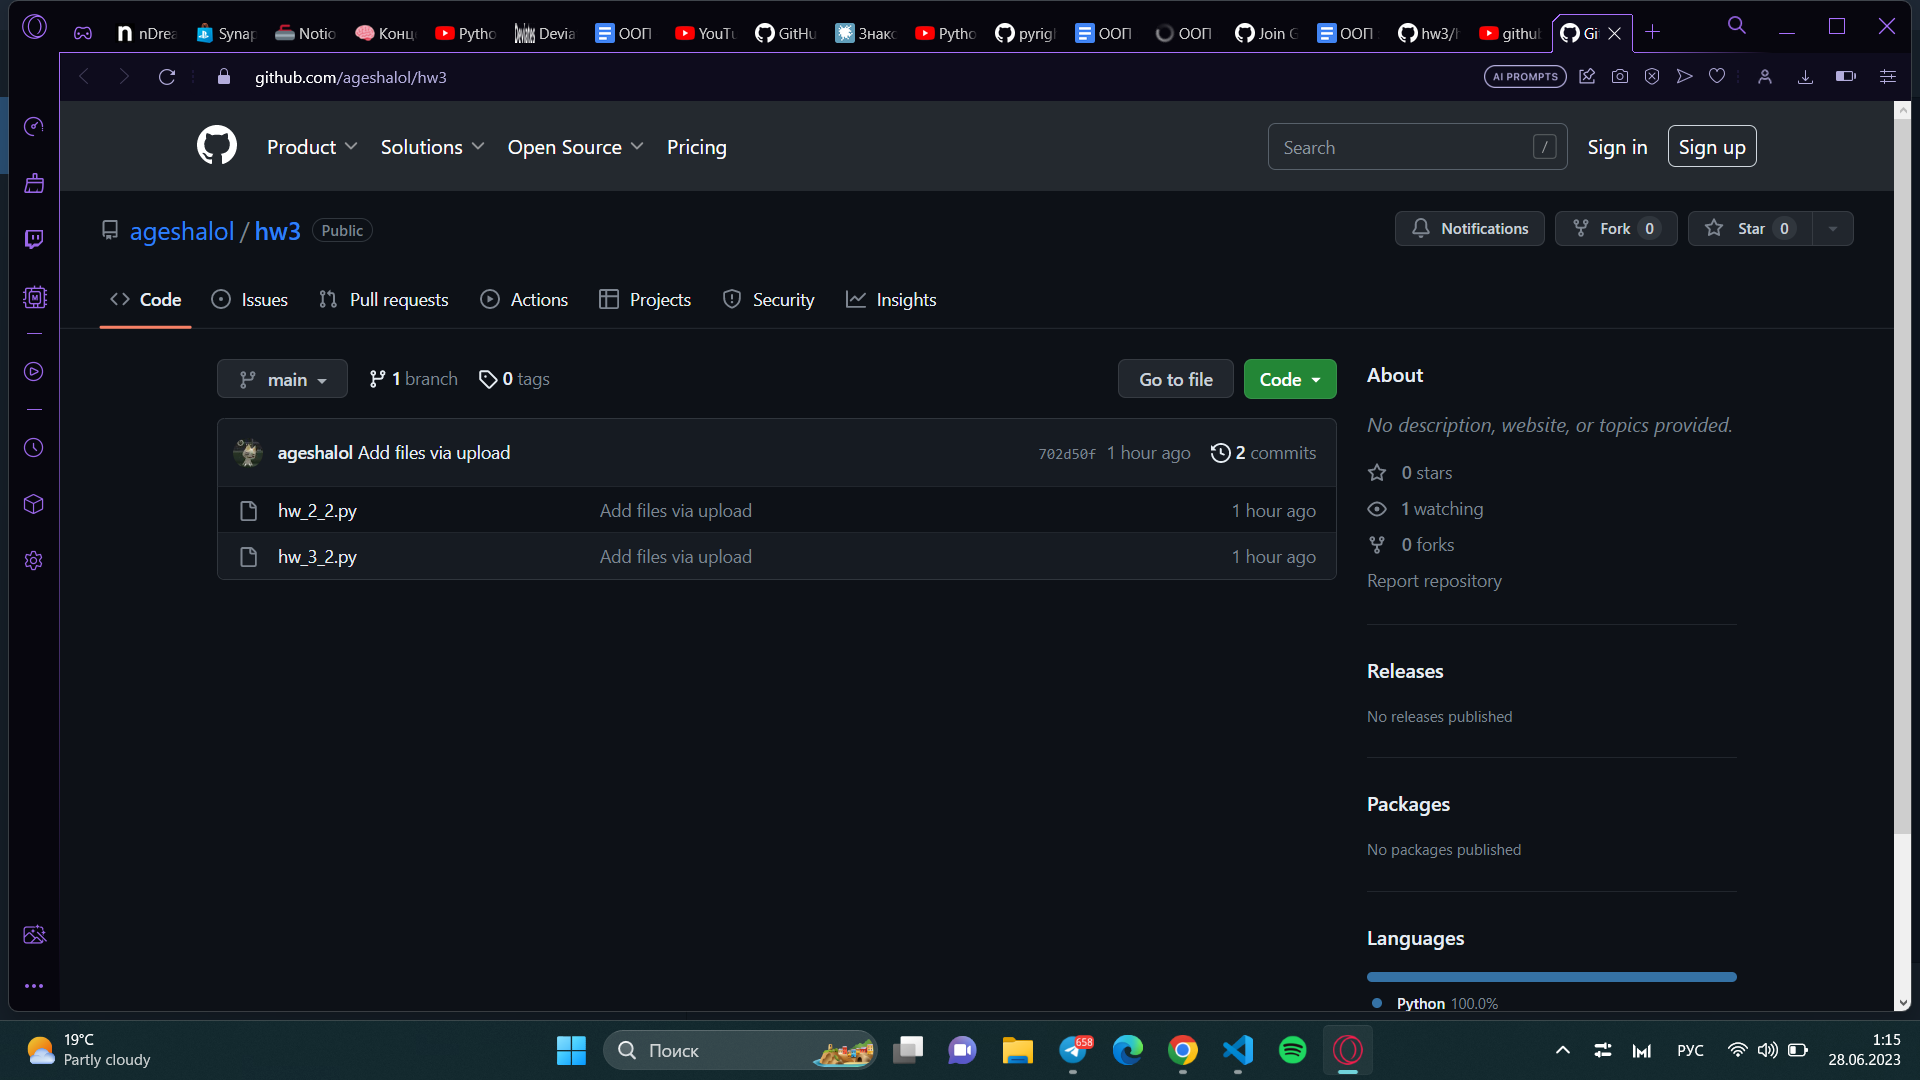 nDrea
Synap
Notio
Конце
Pytho
Devia
ООП
YouTu
GitHu
Знако
Pytho
pyrigh
ООП
ООП
Join G
ООП
hw3/h
github
Gi
github.com/ageshalol/hw3
AI PROMPTS
Product
Solutions
Open Source
Pricing
Search /
Sign in
Sign up
ageshalol / hw3 Public
Notifications
Fork 0
Star 0
Code
Issues
Pull requests
Actions
Projects
Security
Insights
main
1 branch
0 tags
Go to file
Code
ageshalol Add files via upload 702d50f 1 hour ago 2 commits
hw_2_2.py Add files via upload 1 hour ago
hw_3_2.py Add files via upload 1 hour ago
About
No description, website, or topics provided.
0 stars
1 watching
0 forks
Report repository
Releases
No releases published
Packages
No packages published
Languages
Python 100.0%
19°C
Partly cloudy
Поиск
658
РУС
1:15
28.06.2023